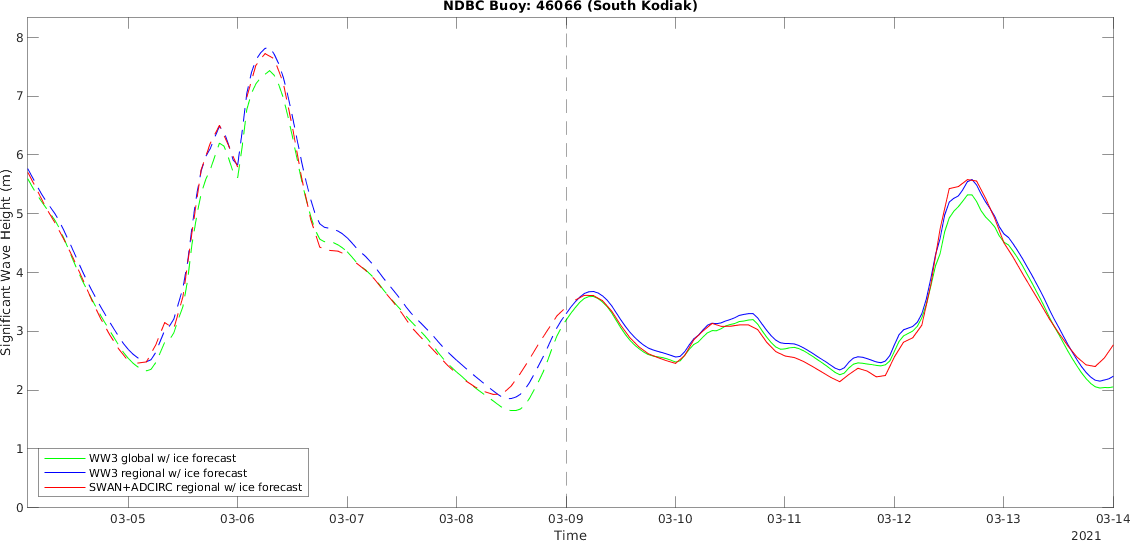 NDBC Buoy: 46066 (South Kodiak)
Significant Wave Height (m)
8
7
6
5
4
3
2
1
0
WW3 global w/ ice forecast
WW3 regional w/ ice forecast
SWAN+ADCIRC regional w/ ice forecast
03-05 03-06 03-07 03-08 03-09 03-10 03-11 03-12 03-13 03-14
Time
2021